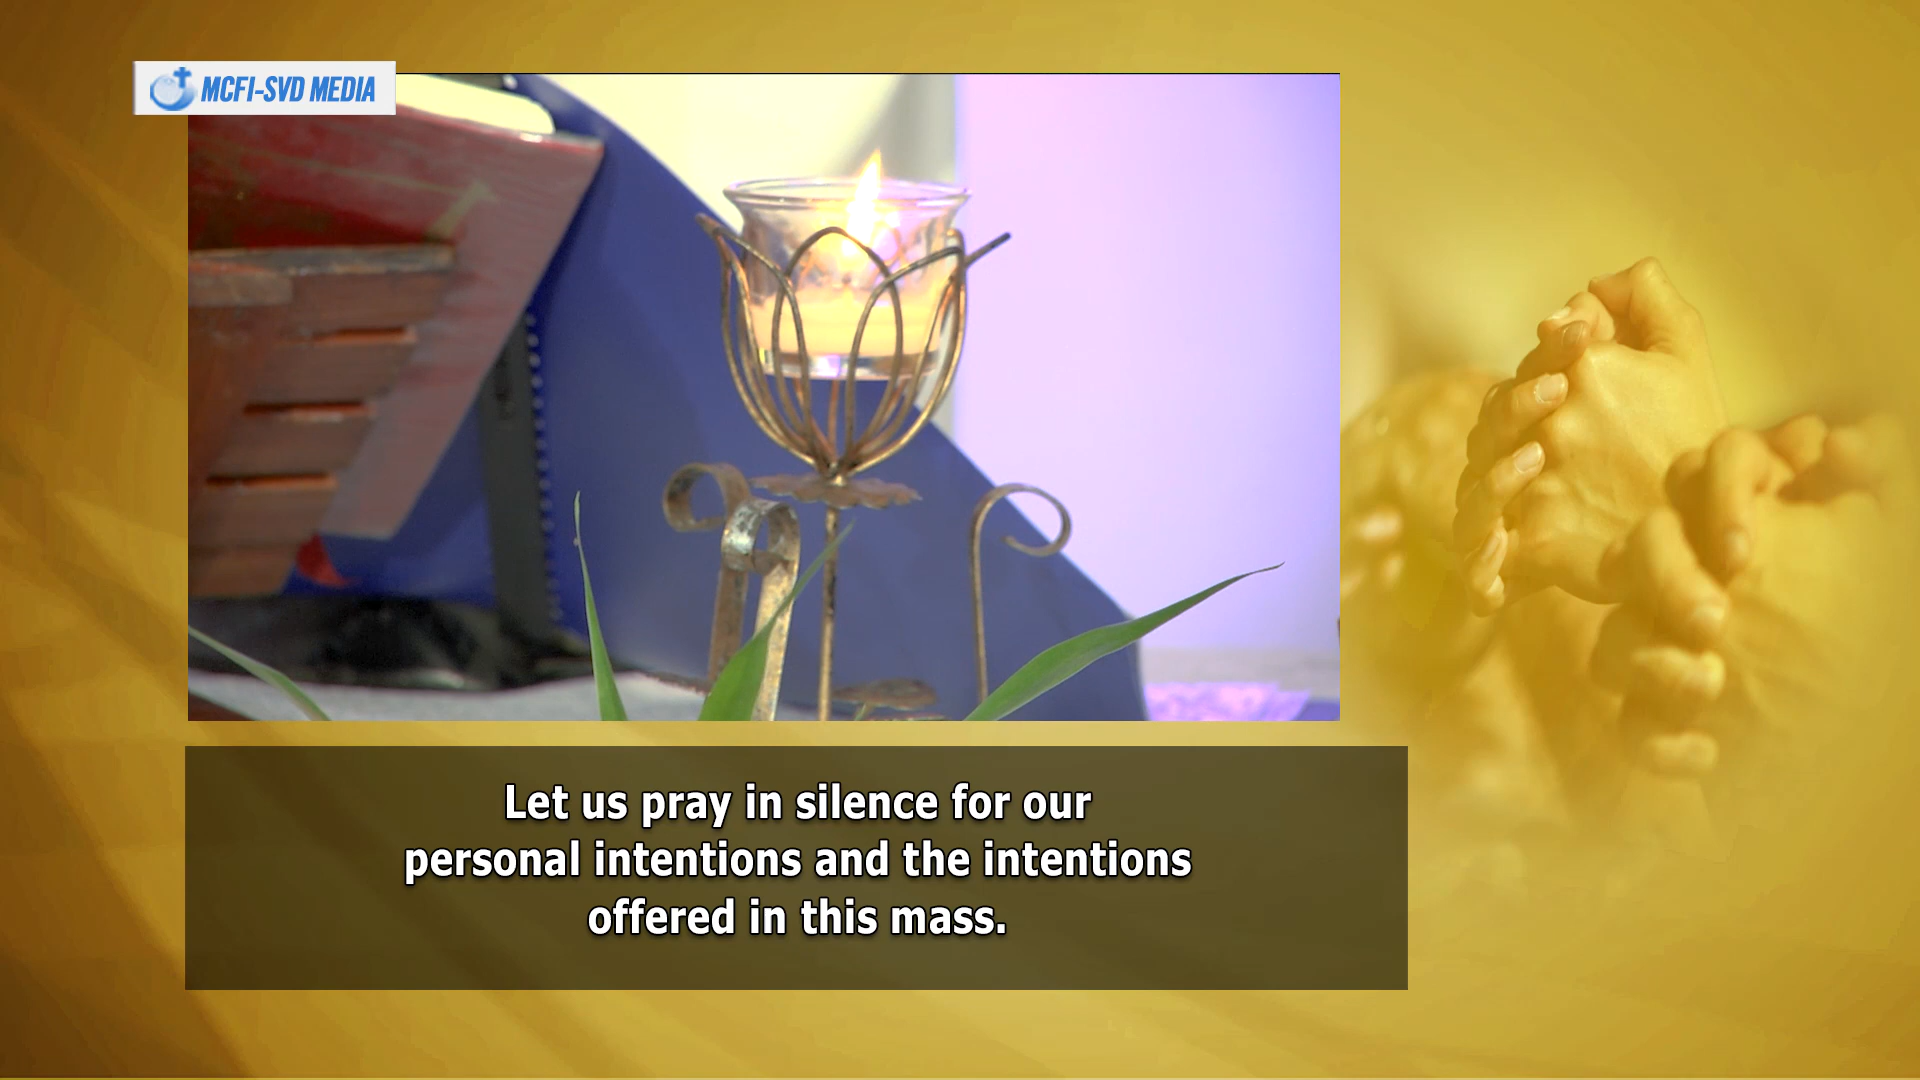 MCFI-SVD MEDIA
Let us pray in silence for our
personal intentions and the intentions
offered in this mass.